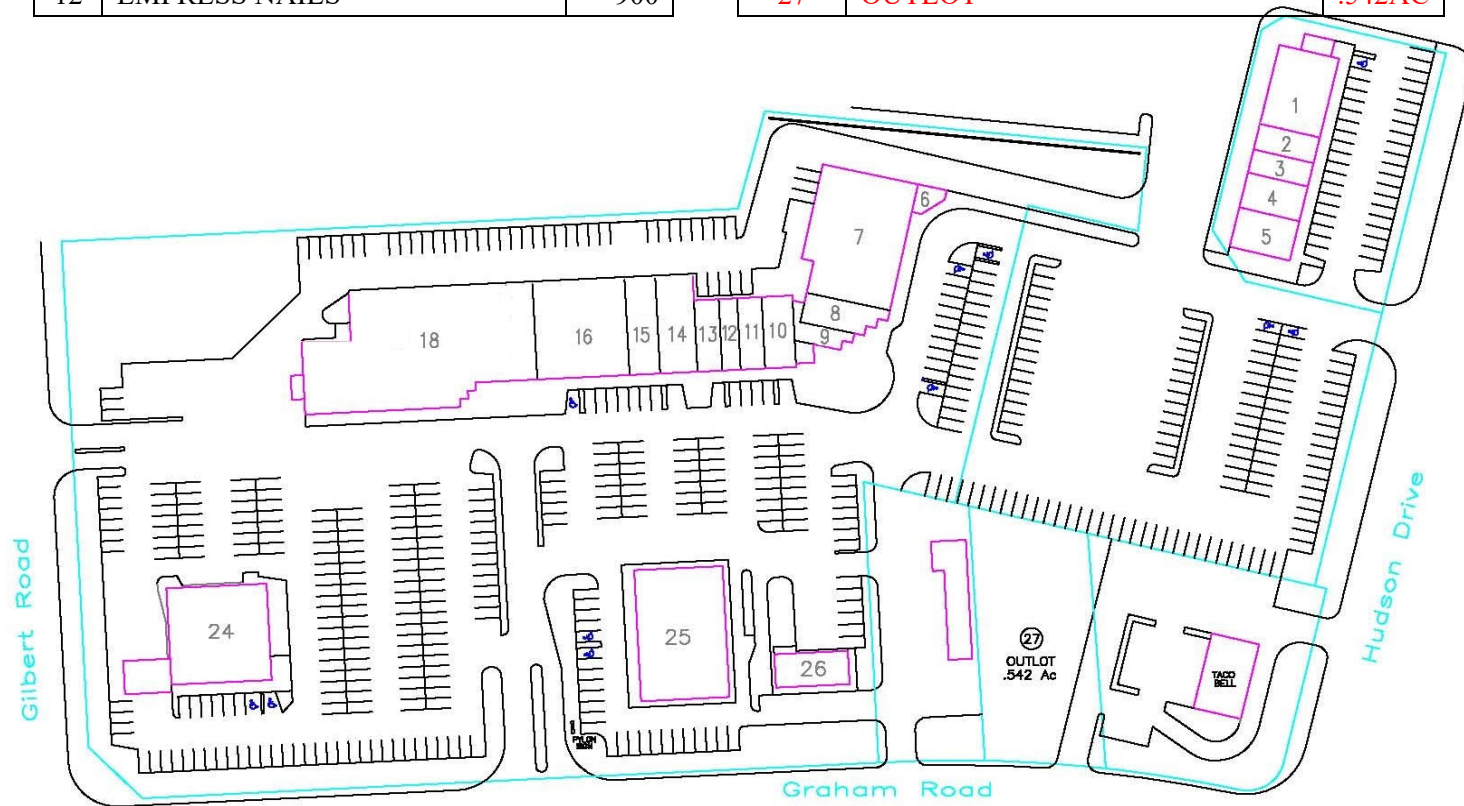 12 EMPRESS NAILS 900
27 OUTLOT .542AC
1
2
3
4
5
6
7
8
9
18
16
15
14
13
12
11
10
24
25
26
27
OUTLOT
.542 Ac
TACO
BELL
PYLON
SIGN
Gilbert Road
Hudson Drive
Graham Road